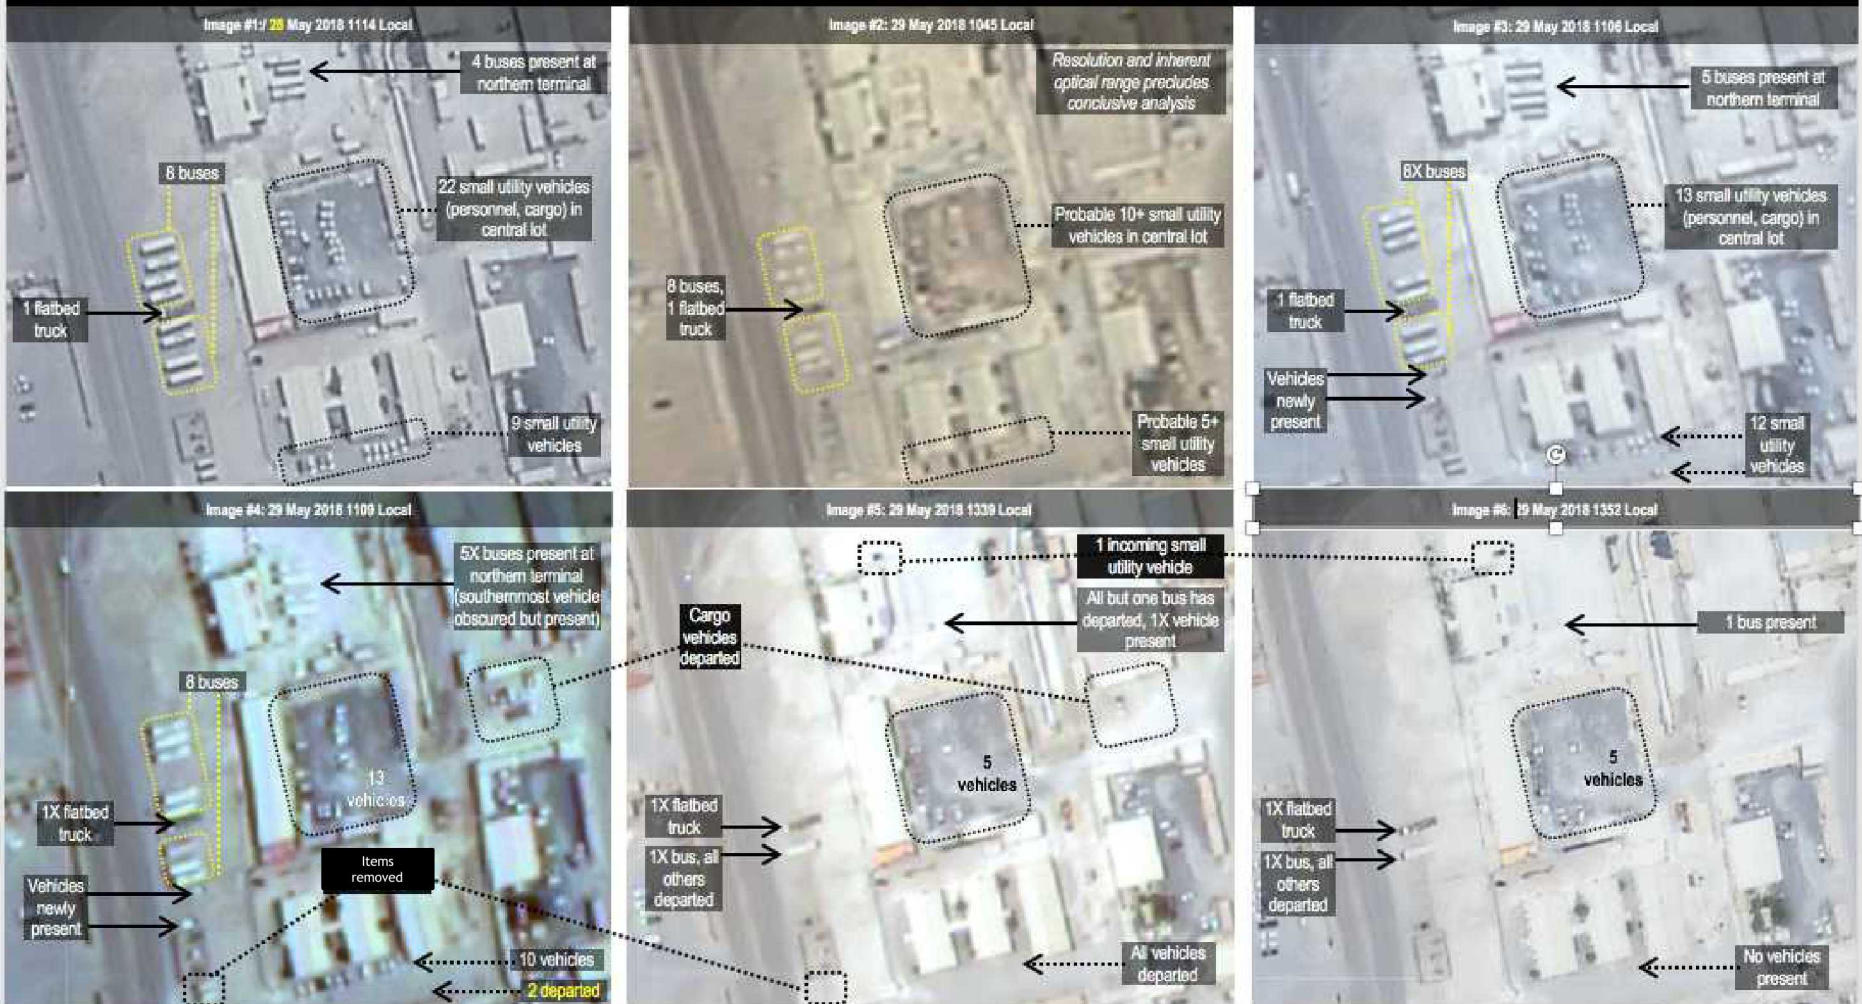 Image #1:/ 28 May 2018 1114 Local
4 buses present at
northern terminal
8 buses
22 small utility vehicles
(personnel, cargo) in
central lot
1 flatbed
truck
9 small utility
vehicles
Image #2: 29 May 2018 1045 Local
Resolution and inherent
optical range precludes
conclusive analysis
Probable 10+ small utility
vehicles in central lot
8 buses,
1 flatbed
truck
Probable 5+
small utility
vehicles
Image #3: 29 May 2018 1106 Local
5 buses present at
northern terminal
8X buses
13 small utility vehicles
(personnel, cargo) in
central lot
1 flatbed
truck
Vehicles
newly
present
12 small
utility
vehicles
Image #4: 29 May 2018 1109 Local
5X buses present at
northern terminal
(southernmost vehicle
obscured but present)
8 buses
13
vehicles
1X flatbed
truck
Items
removed
Vehicles
newly
present
10 vehicles
2 departed
Image #5: 29 May 2018 1339 Local
1 incoming small
utility vehicle
Cargo
vehicles
departed
All but one bus has
departed, 1X vehicle
present
5
vehicles
1X flatbed
truck
1X bus, all
others
departed
All vehicles
departed
Image #6: 29 May 2018 1352 Local
1 bus present
5
vehicles
1X flatbed
truck
1X bus, all
others
departed
No vehicles
present